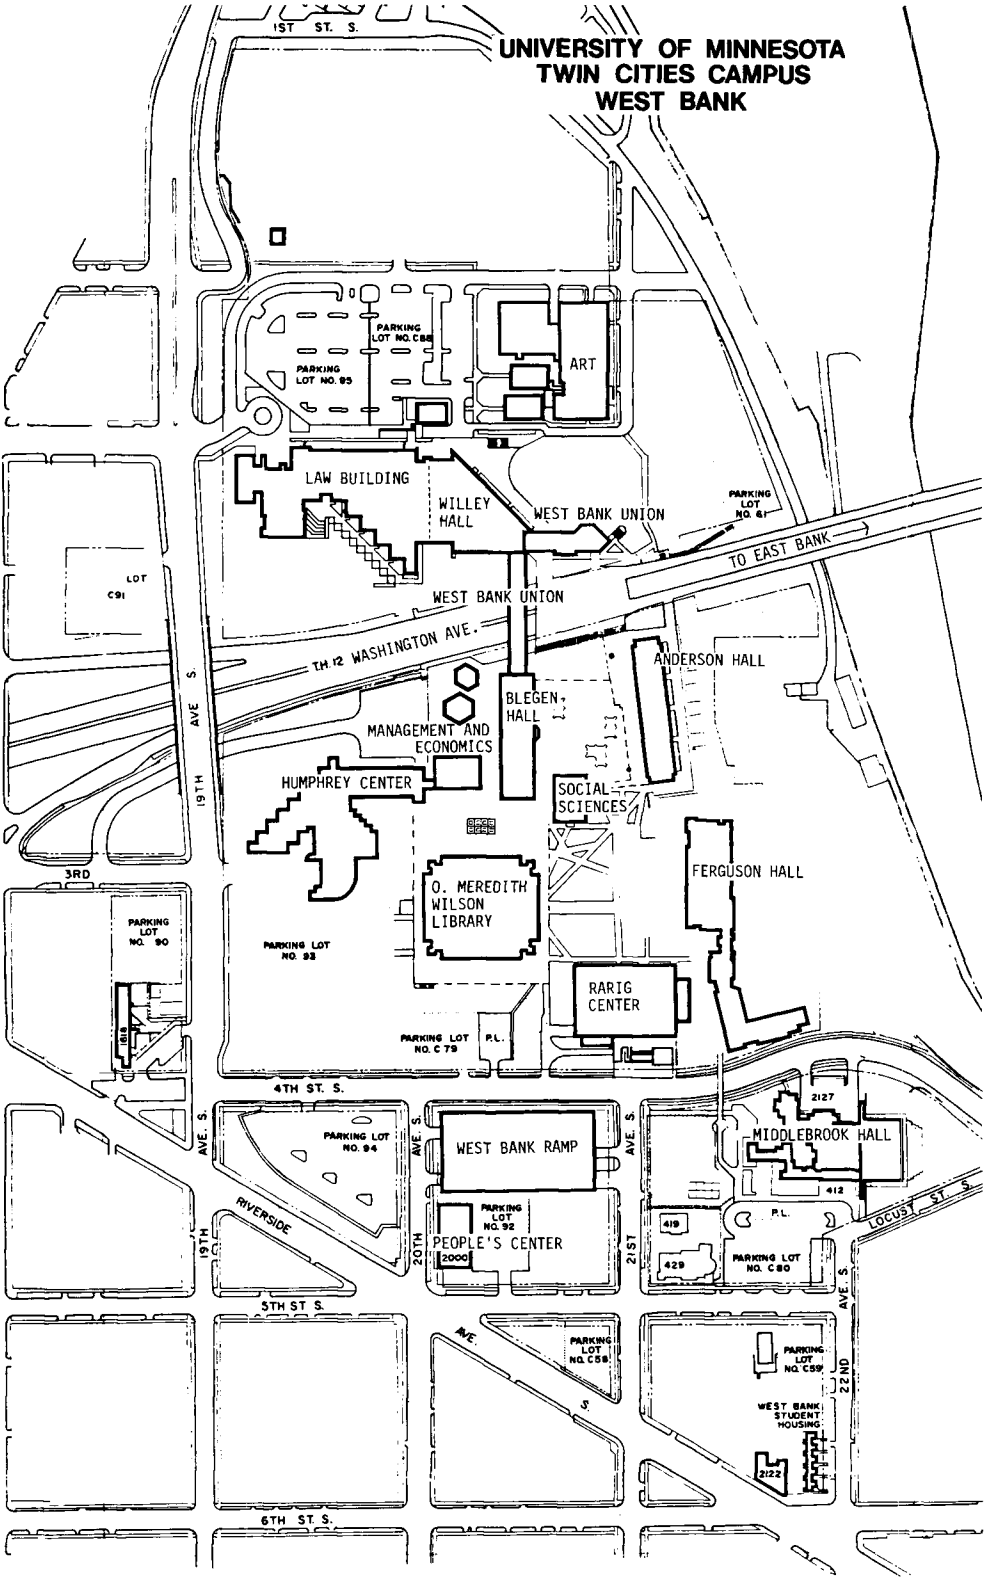 1ST ST. S.
UNIVERSITY OF MINNESOTA
TWIN CITIES CAMPUS
WEST BANK
PARKING
LOT NO. C88
PARKING
LOT NO. 95
ART
LAW BUILDING
WILLEY
HALL
WEST BANK UNION
PARKING
LOT
NO. 61
TO EAST BANK
LOT
C91
WEST BANK UNION
T.H. 12 WASHINGTON AVE.
ANDERSON HALL
BLEGEN
HALL
MANAGEMENT AND
ECONOMICS
HUMPHREY CENTER
SOCIAL
SCIENCES
19TH AVE S.
3RD
FERGUSON HALL
O. MEREDITH
WILSON
LIBRARY
PARKING
LOT
NO. 90
PARKING LOT
NO. 93
RARIG
CENTER
1618
PARKING LOT
NO. C79
P.L.
4TH ST. S.
2127
MIDDLEBROOK HALL
412
19TH AVE. S.
PARKING LOT
NO. 94
20TH AVE. S.
WEST BANK RAMP
21ST AVE S.
RIVERSIDE
PARKING
LOT
NO. 92
PEOPLE'S CENTER
2000
419
429
P.L.
LOCUST ST. S.
PARKING LOT
NO. C80
5TH ST S.
AVE.
S.
PARKING
LOT
NO. C58
22ND AVE S.
PARKING
LOT
NO. C59
WEST BANK
STUDENT
HOUSING
2122
6TH ST. S.